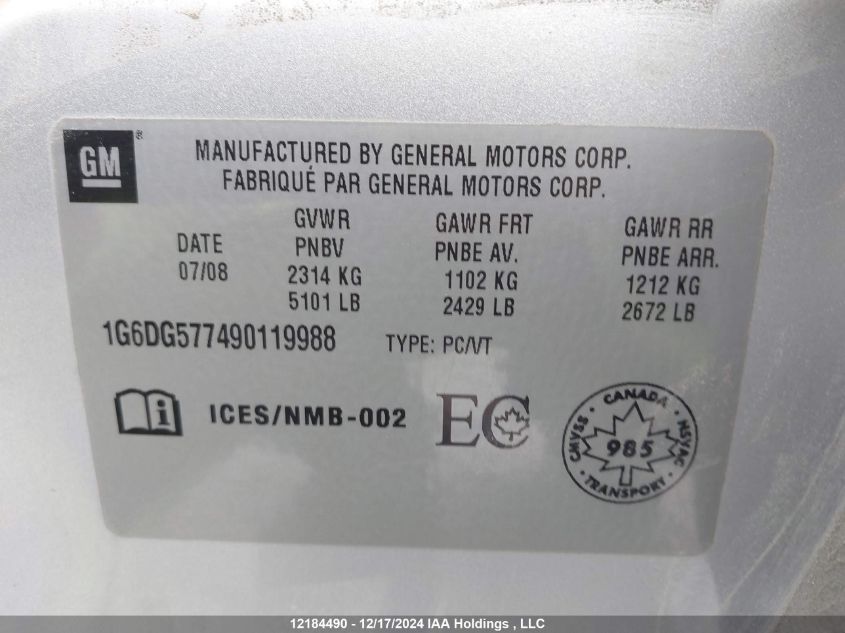 GM ®
MANUFACTURED BY GENERAL MOTORS CORP.
FABRIQUÉ PAR GENERAL MOTORS CORP.
GVWR GAWR FRT GAWR RR
DATE PNBV PNBE AV. PNBE ARR.
07/08 2314 KG 1102 KG 1212 KG
5101 LB 2429 LB 2672 LB
1G6DG577490119988 TYPE: PC/VT
i ICES/NMB-002 EC
CANADA
CMVSS • NSVAC
985
• TRANSPORT •
12184490 - 12/17/2024 IAA Holdings , LLC